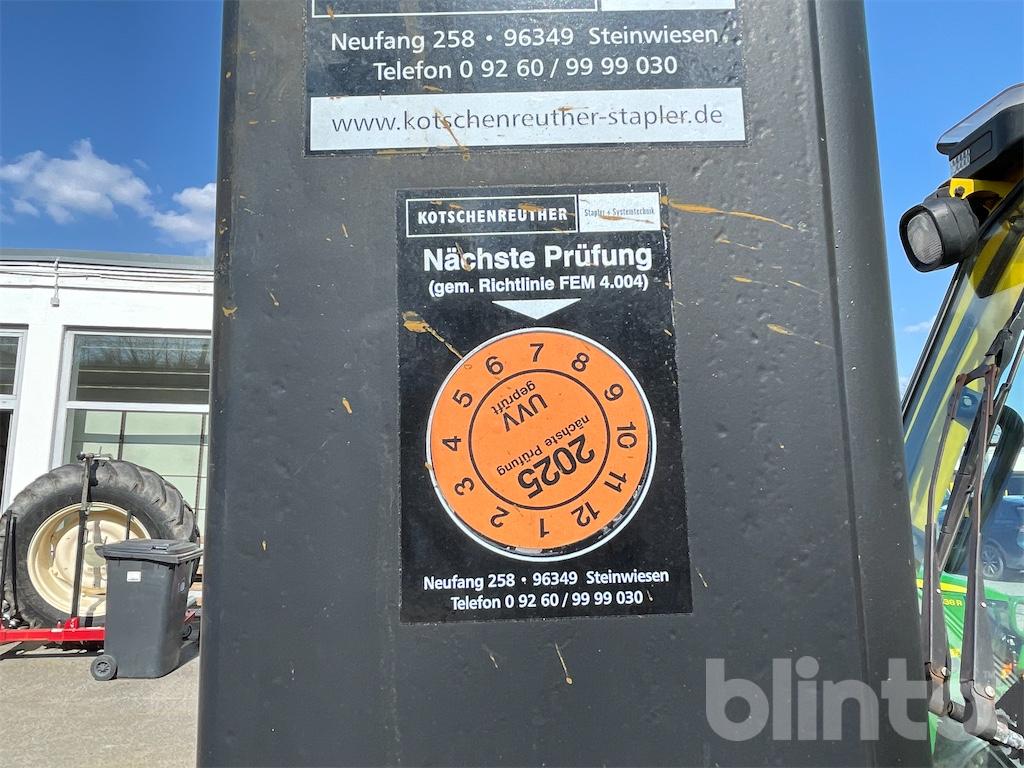 Neufang 258 • 96349 Steinwiesen
Telefon 0 92 60 / 99 99 030
www.kotschenreuther-stapler.de
KOTSCHENREUTHER Stapler + Systemtechnik
Nächste Prüfung
(gem. Richtlinie FEM 4.004)
1 2 3 4 5 6 7 8 9 10 11 12
UVV
geprüft
nächste Prüfung
2025
Neufang 258 • 96349 Steinwiesen
Telefon 0 92 60 / 99 99 030
blinto